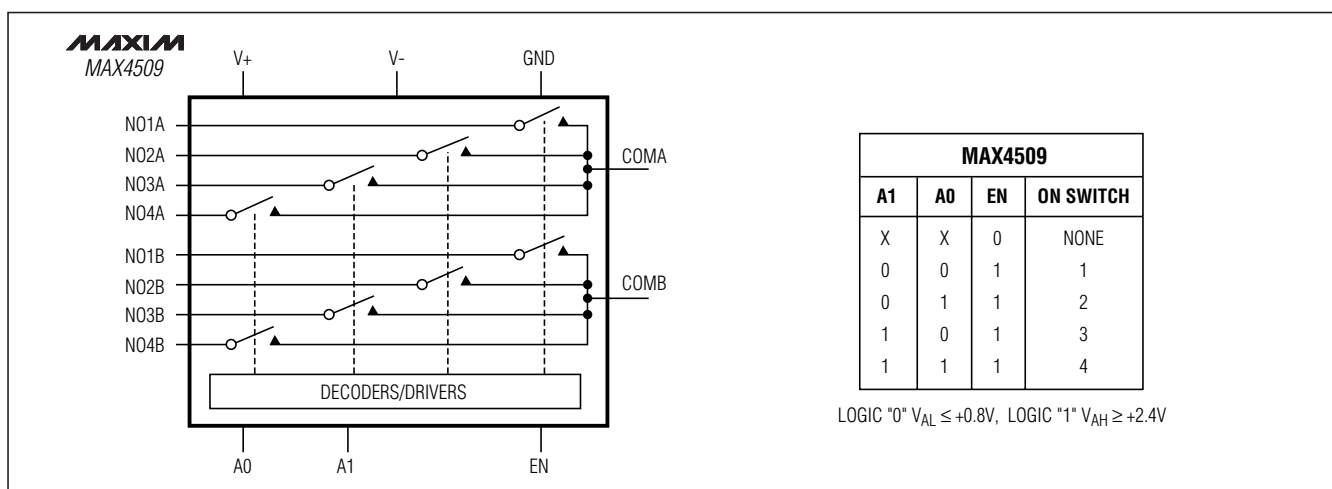 MAXIM
MAX4509
V+ V- GND
NO1A
NO2A
NO3A
NO4A
NO1B
NO2B
NO3B
NO4B
COMA
COMB
DECODERS/DRIVERS
A0 A1 EN
MAX4509
A1 A0 EN ON SWITCH
X X 0 NONE
0 0 1 1
0 1 1 2
1 0 1 3
1 1 1 4
LOGIC "0" VAL ≤ +0.8V, LOGIC "1" VAH ≥ +2.4V